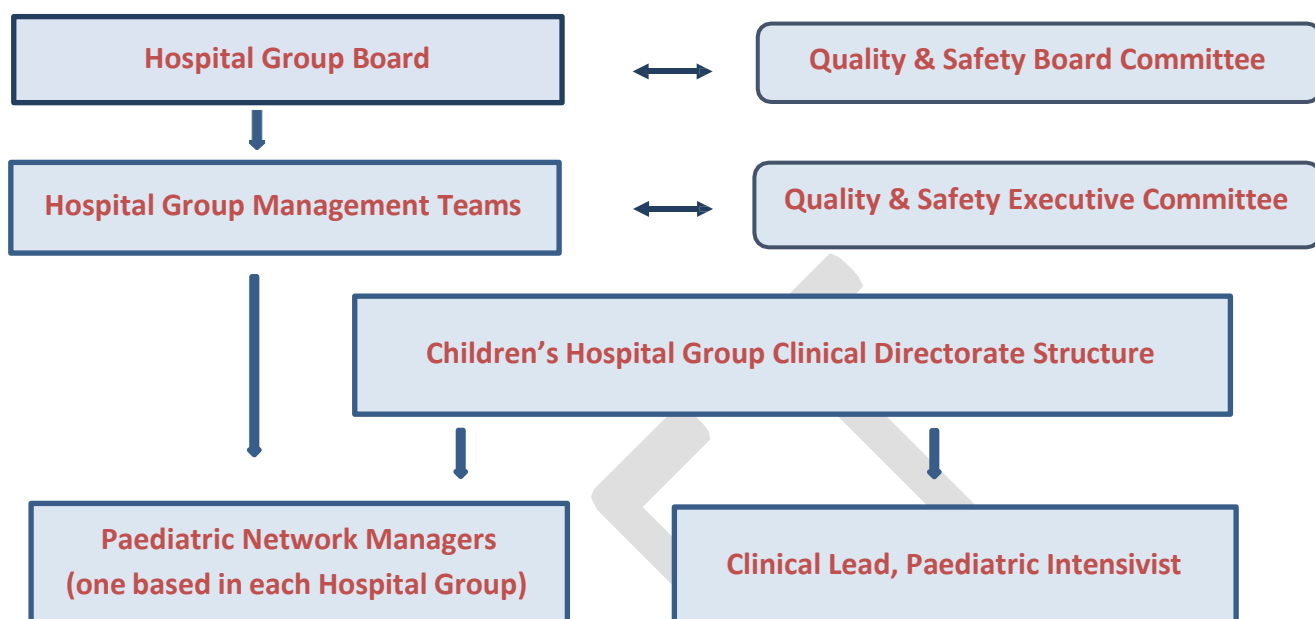 Hospital Group Board
Quality & Safety Board Committee
Hospital Group Management Teams
Quality & Safety Executive Committee
Children’s Hospital Group Clinical Directorate Structure
Paediatric Network Managers
(one based in each Hospital Group)
Clinical Lead, Paediatric Intensivist